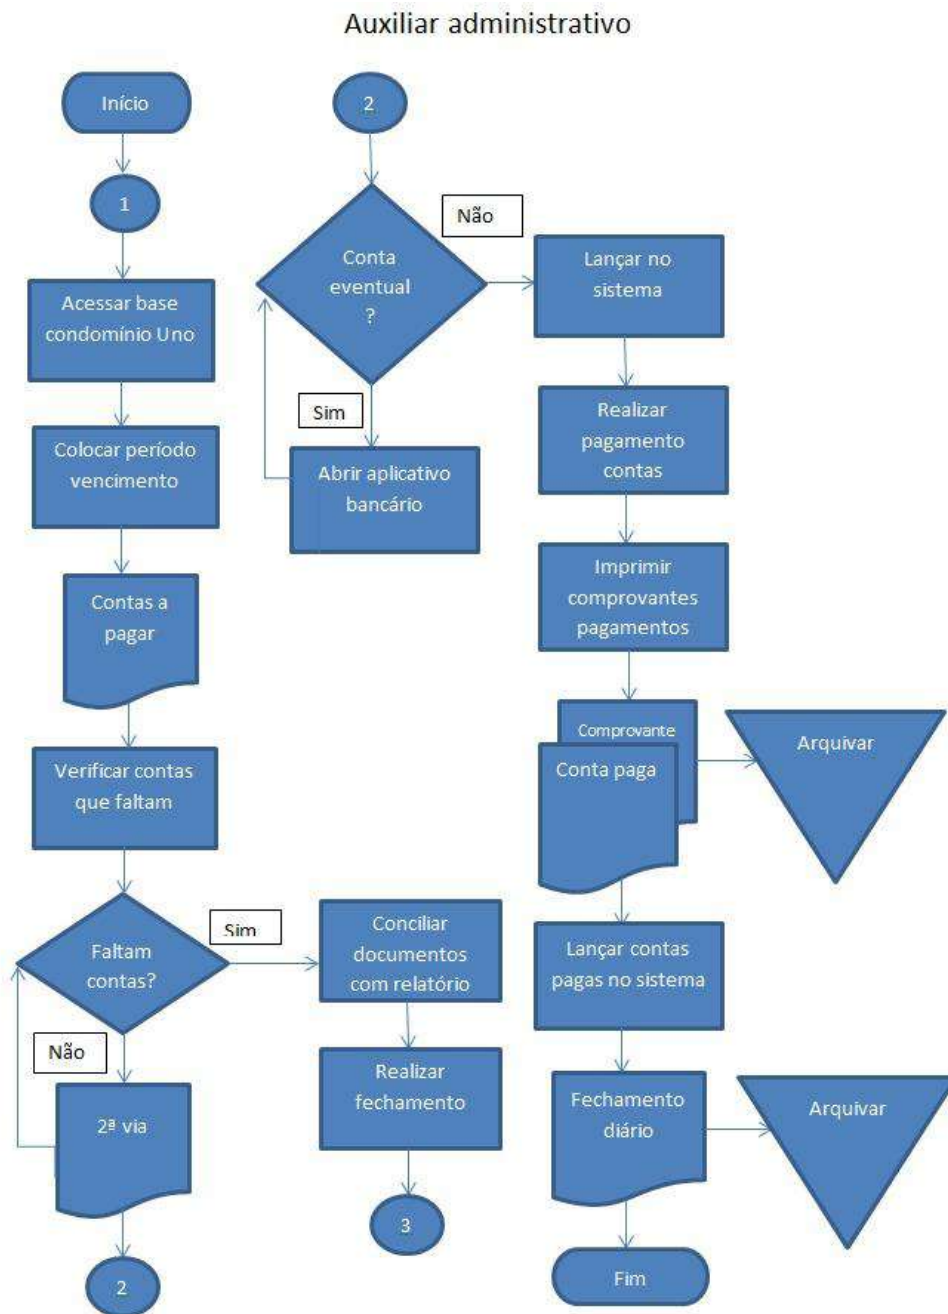 Auxiliar administrativo
Início
1
Acessar base
condomínio Uno
Colocar período
vencimento
Contas a
pagar
Verificar contas
que faltam
Faltam
contas?
Sim
Não
2ª via
2
Conciliar
documentos
com relatório
Realizar
fechamento
3
2
Conta
eventual
?
Não
Sim
Abrir aplicativo
bancário
Lançar no
sistema
Realizar
pagamento
contas
Imprimir
comprovantes
pagamentos
Comprovante
Conta paga
Arquivar
Lançar contas
pagas no sistema
Fechamento
diário
Arquivar
Fim